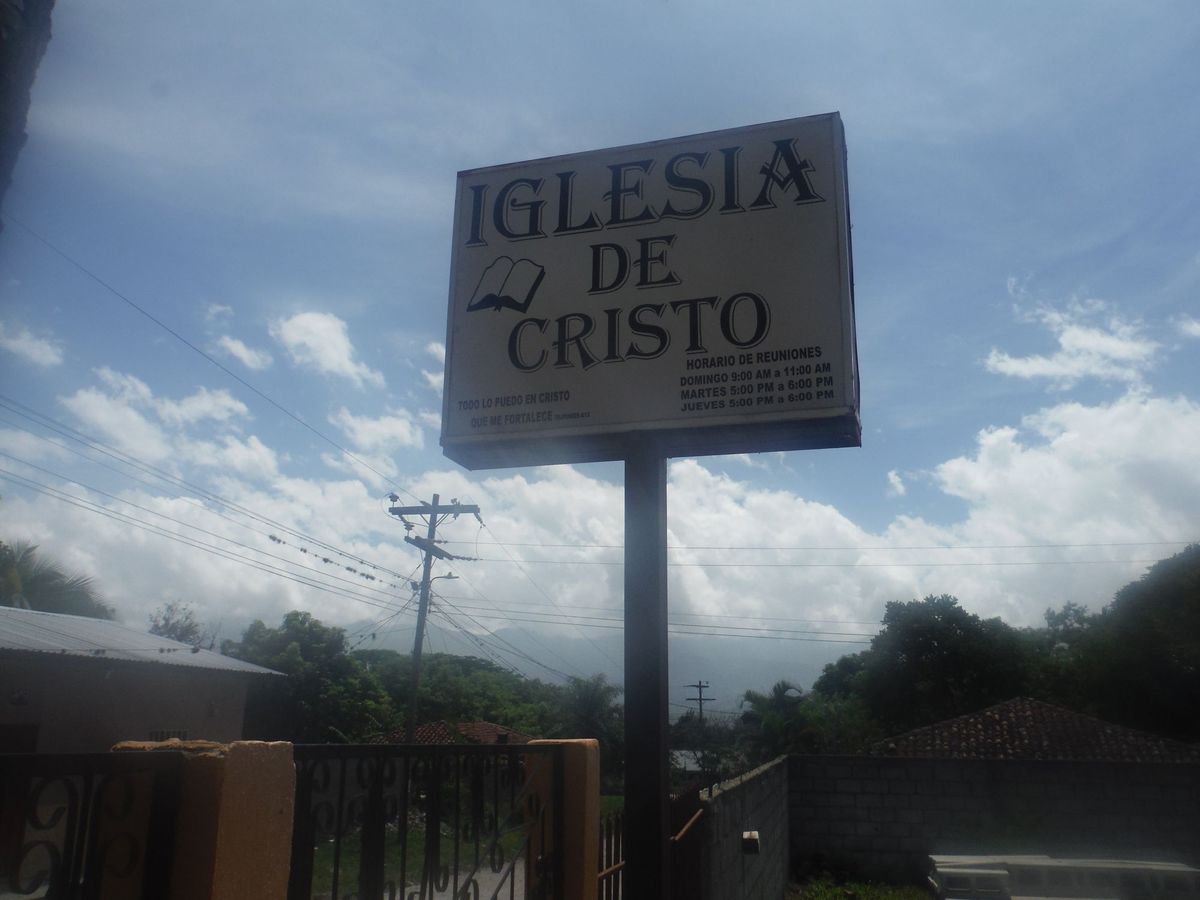 IGLESIA
DE
CRISTO
HORARIO DE REUNIONES
DOMINGO 9:00 AM a 11:00 AM
MARTES 5:00 PM a 6:00 PM
JUEVES 5:00 PM a 6:00 PM
TODO LO PUEDO EN CRISTO
QUE ME FORTALECE